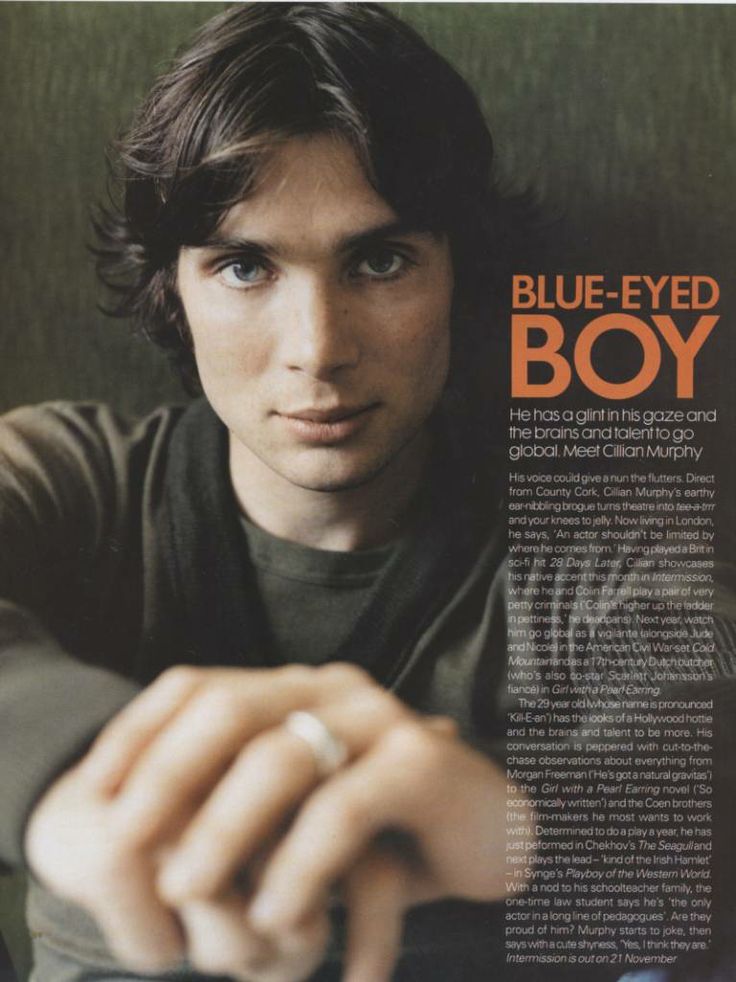 BLUE-EYED
BOY
He has a glint in his gaze and
the brains and talent to go
global. Meet Cillian Murphy
His voice could give a nun the flutters. Direct
from County Cork, Cillian Murphy's earthy
ear-nibbling brogue turns theatre into tee-a-trrr
and your knees to jelly. Now living in London,
he says, 'An actor shouldn't be limited by
where he comes from.' Having played a Brit in
sci-fi hit 28 Days Later, Cillian showcases
his native accent this month in Intermission,
where he and Colin Farrell play a pair of very
petty criminals ('Colin's higher up the ladder
in pettiness,' he deadpans). Next year, watch
him go global as a vigilante (alongside Jude
and Nicole) in the American Civil War-set Cold
Mountain and as a 17th-century Dutch butcher
(who's also co-star Scarlett Johansson's
fiancé) in Girl with a Pearl Earring.
The 29 year old (whose name is pronounced
'Kill-E-an') has the looks of a Hollywood hottie
and the brains and talent to be more. His
conversation is peppered with cut-to-the-
chase observations about everything from
Morgan Freeman ('He's got a natural gravitas')
to the Girl with a Pearl Earring novel ('So
economically written') and the Coen brothers
(the film-makers he most wants to work
with). Determined to do a play a year, he has
just peformed in Chekhov's The Seagull and
next plays the lead – 'kind of the Irish Hamlet'
– in Synge's Playboy of the Western World.
With a nod to his schoolteacher family, the
one-time law student says he's 'the only
actor in a long line of pedagogues'. Are they
proud of him? Murphy starts to joke, then
says with a cute shyness, 'Yes, I think they are.'
Intermission is out on 21 November